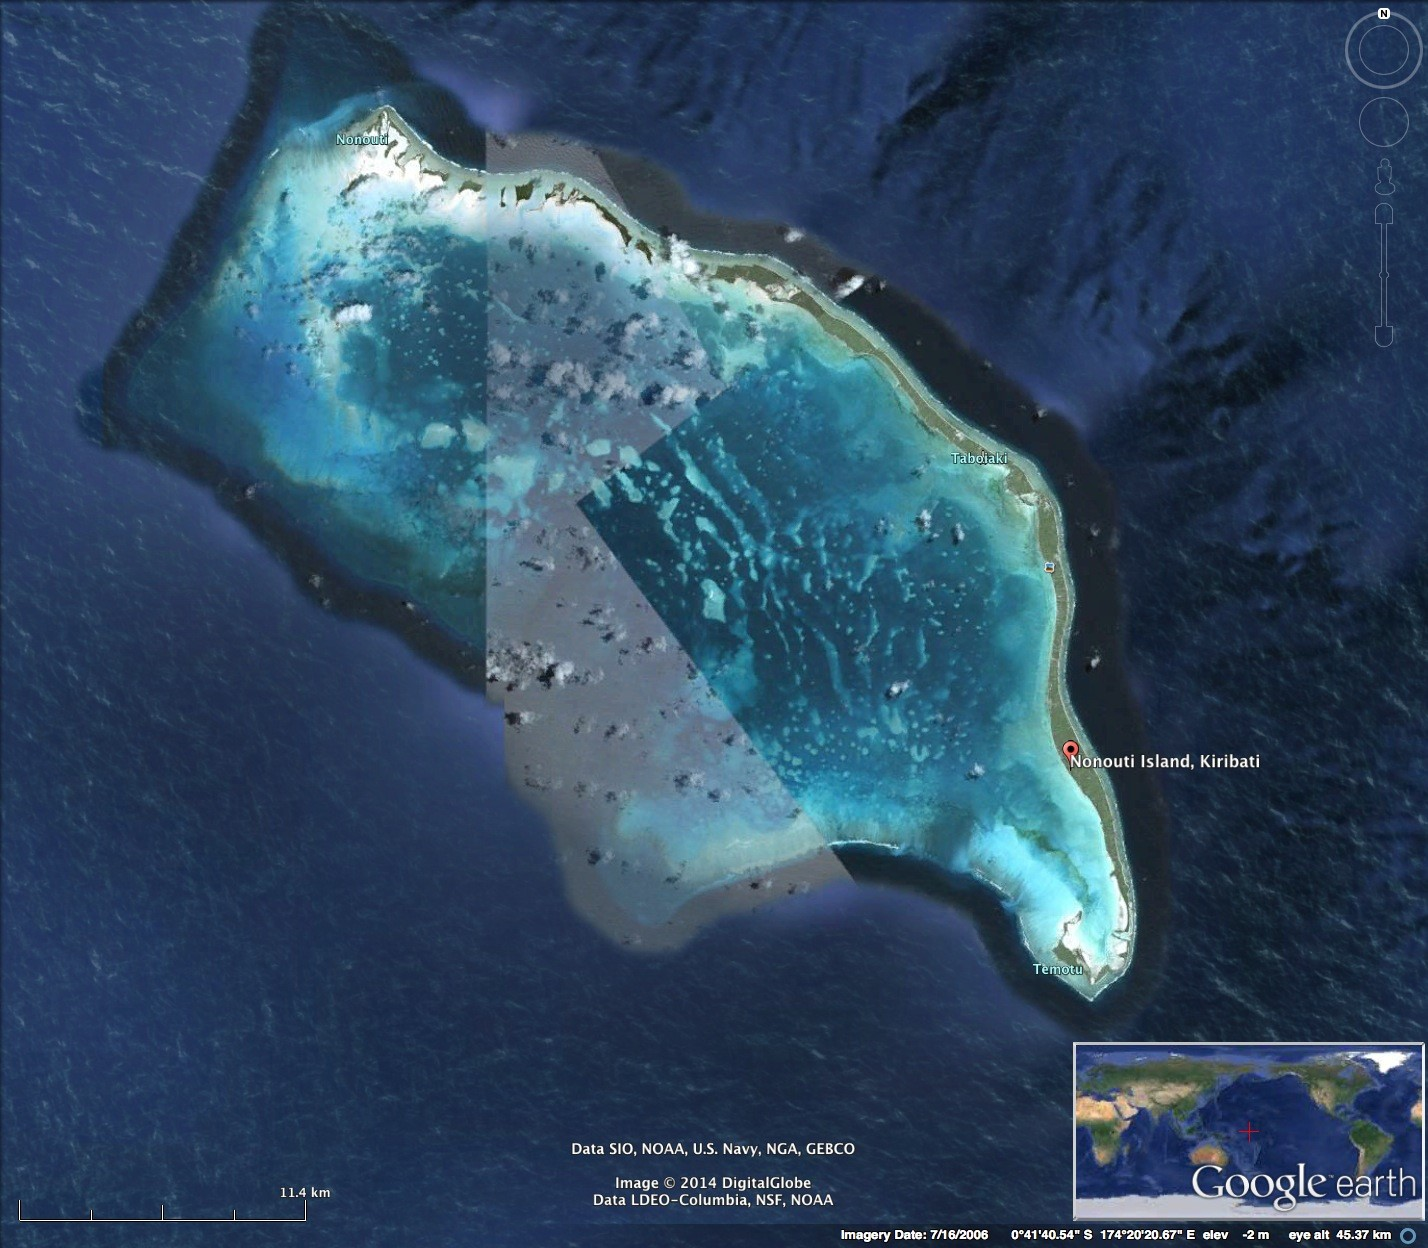 N
Nonouti
Taboiaki
Nonouti Island, Kiribati
Temotu
Data SIO, NOAA, U.S. Navy, NGA, GEBCO
Image © 2014 DigitalGlobe
Data LDEO-Columbia, NSF, NOAA
11.4 km
Google earth
Imagery Date: 7/16/2006 0°41'40.54" S 174°20'20.67" E elev -2 m eye alt 45.37 km